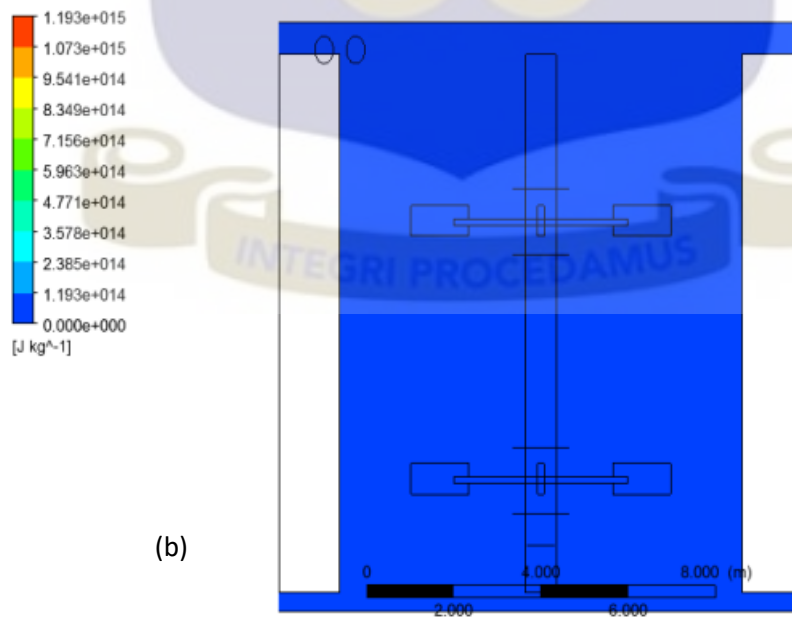 1.193e+015
1.073e+015
9.541e+014
8.349e+014
7.156e+014
5.963e+014
4.771e+014
3.578e+014
2.385e+014
1.193e+014
0.000e+000
[J kg^-1]
INTEGRI PROCEDAMUS
(b)
0 4.000 8.000 (m)
2.000 6.000